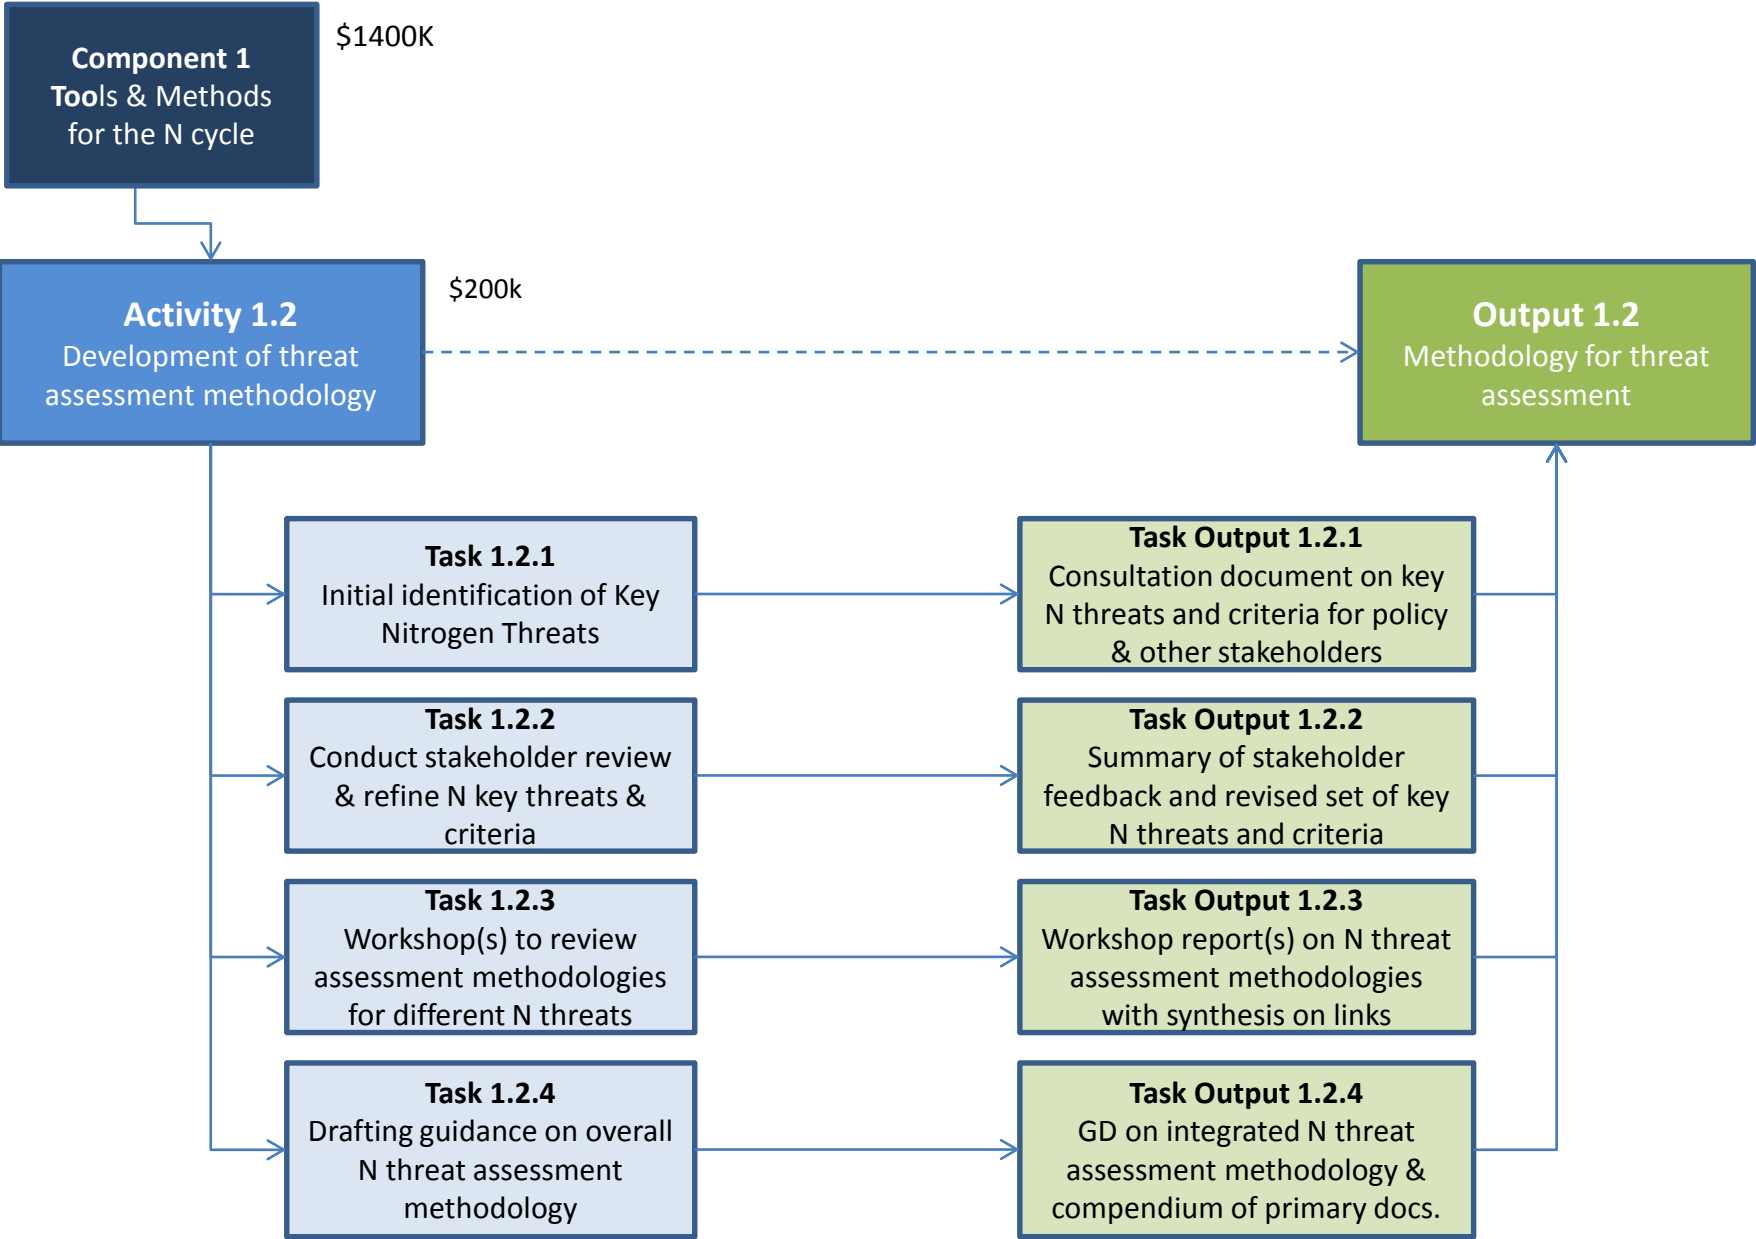 Component 1
Tools & Methods
for the N cycle
$1400K
Activity 1.2
Development of threat
assessment methodology
$200k
Output 1.2
Methodology for threat
assessment
Task 1.2.1
Initial identification of Key
Nitrogen Threats
Task Output 1.2.1
Consultation document on key
N threats and criteria for policy
& other stakeholders
Task 1.2.2
Conduct stakeholder review
& refine N key threats &
criteria
Task Output 1.2.2
Summary of stakeholder
feedback and revised set of key
N threats and criteria
Task 1.2.3
Workshop(s) to review
assessment methodologies
for different N threats
Task Output 1.2.3
Workshop report(s) on N threat
assessment methodologies
with synthesis on links
Task 1.2.4
Drafting guidance on overall
N threat assessment
methodology
Task Output 1.2.4
GD on integrated N threat
assessment methodology &
compendium of primary docs.